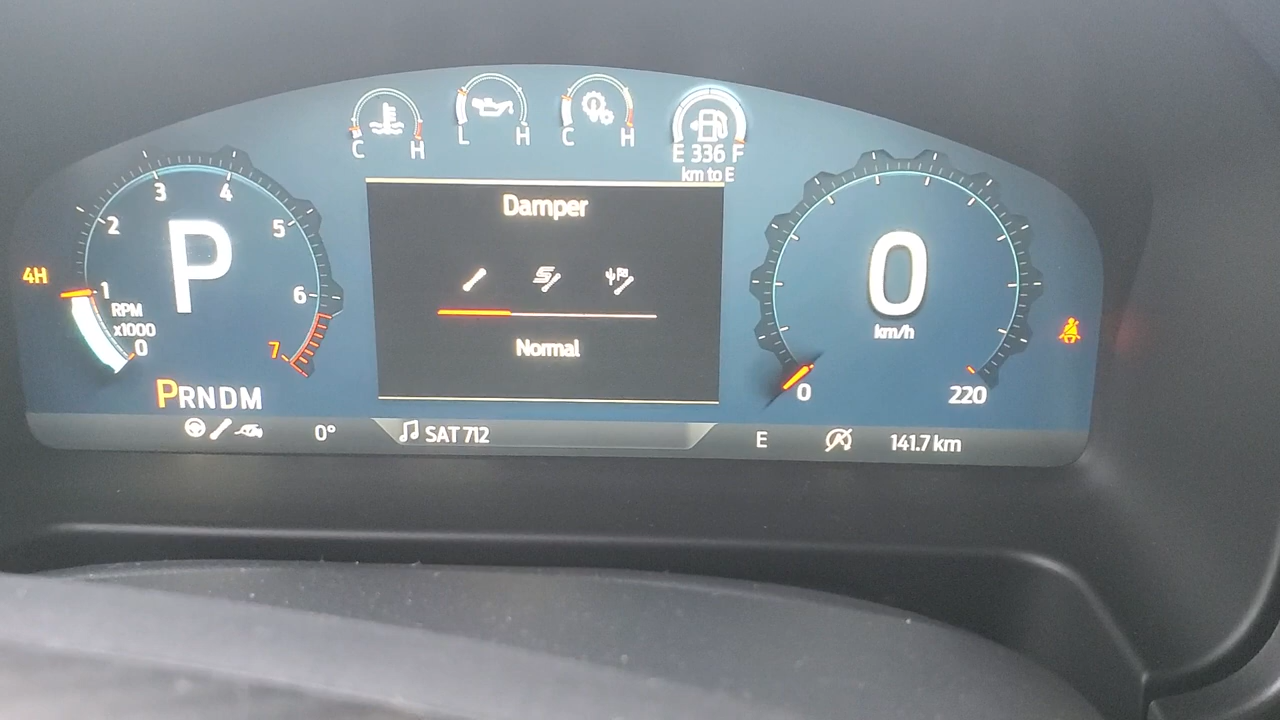 C H
L H
C H
E 336 F
km to E
4H
0 1 2 3 4 5 6 7
P
RPM
x1000
PRNDM
Damper
Normal
0
km/h
0 220
0°
SAT 712
E
141.7 km